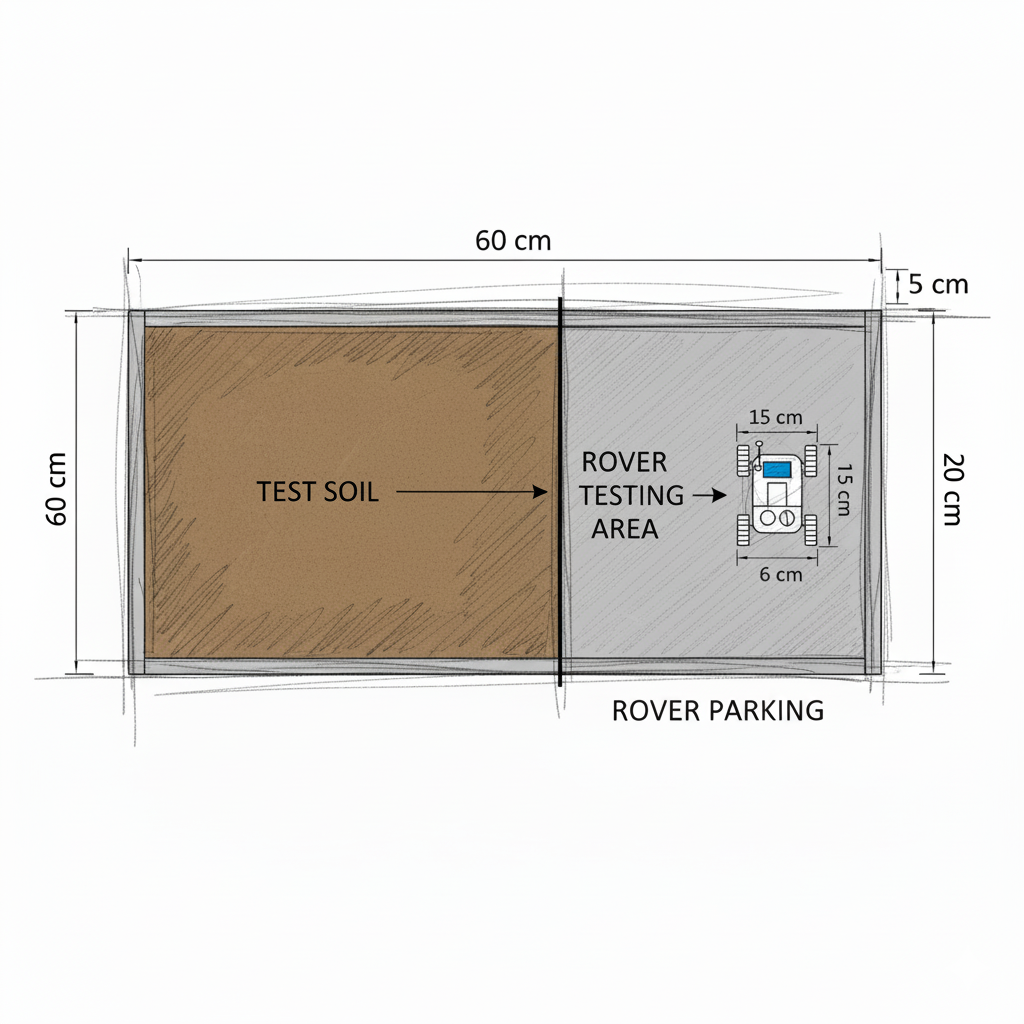 60 cm
5 cm
60 cm
TEST SOIL
ROVER
TESTING
AREA
15 cm
15 cm
6 cm
20 cm
ROVER PARKING